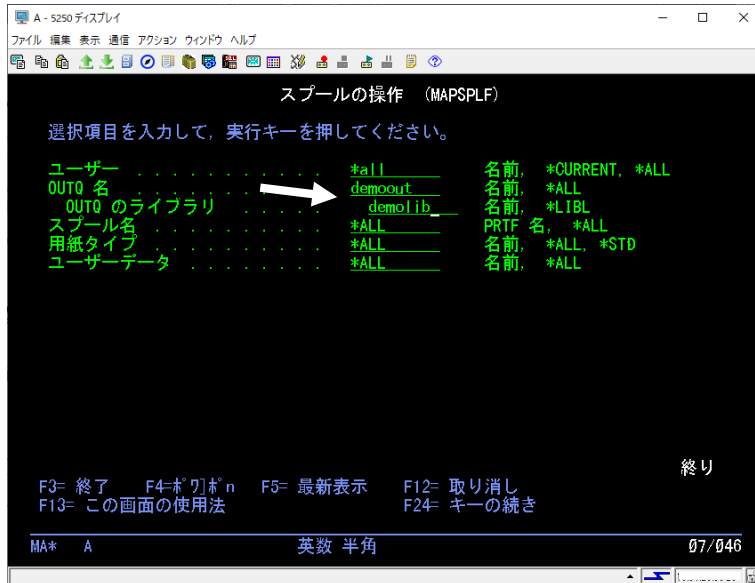 A - 5250 ディスプレイ
ファイル 編集 表示 通信 アクション ウィンドウ ヘルプ
スプールの操作 (MAPSPLF)
選択項目を入力して, 実行キーを押してください。
ユーザー . . . . . . . . . . . . *all 名前, *CURRENT, *ALL
OUTQ 名 . . . . . . . . . . . . demoout 名前, *ALL
OUTQ のライブラリ . . . . . . demolib 名前, *LIBL
スプール名 . . . . . . . . . . . *ALL PRTF 名, *ALL
用紙タイプ . . . . . . . . . . . *ALL 名前, *ALL, *STD
ユーザーデータ . . . . . . . . . *ALL 名前, *ALL
終り
F3= 終了 F4=ﾎﾟﾜ]ﾎﾟn F5= 最新表示 F12= 取り消し
F13= この画面の使用法 F24= キーの続き
MA* A 英数 半角 07/046